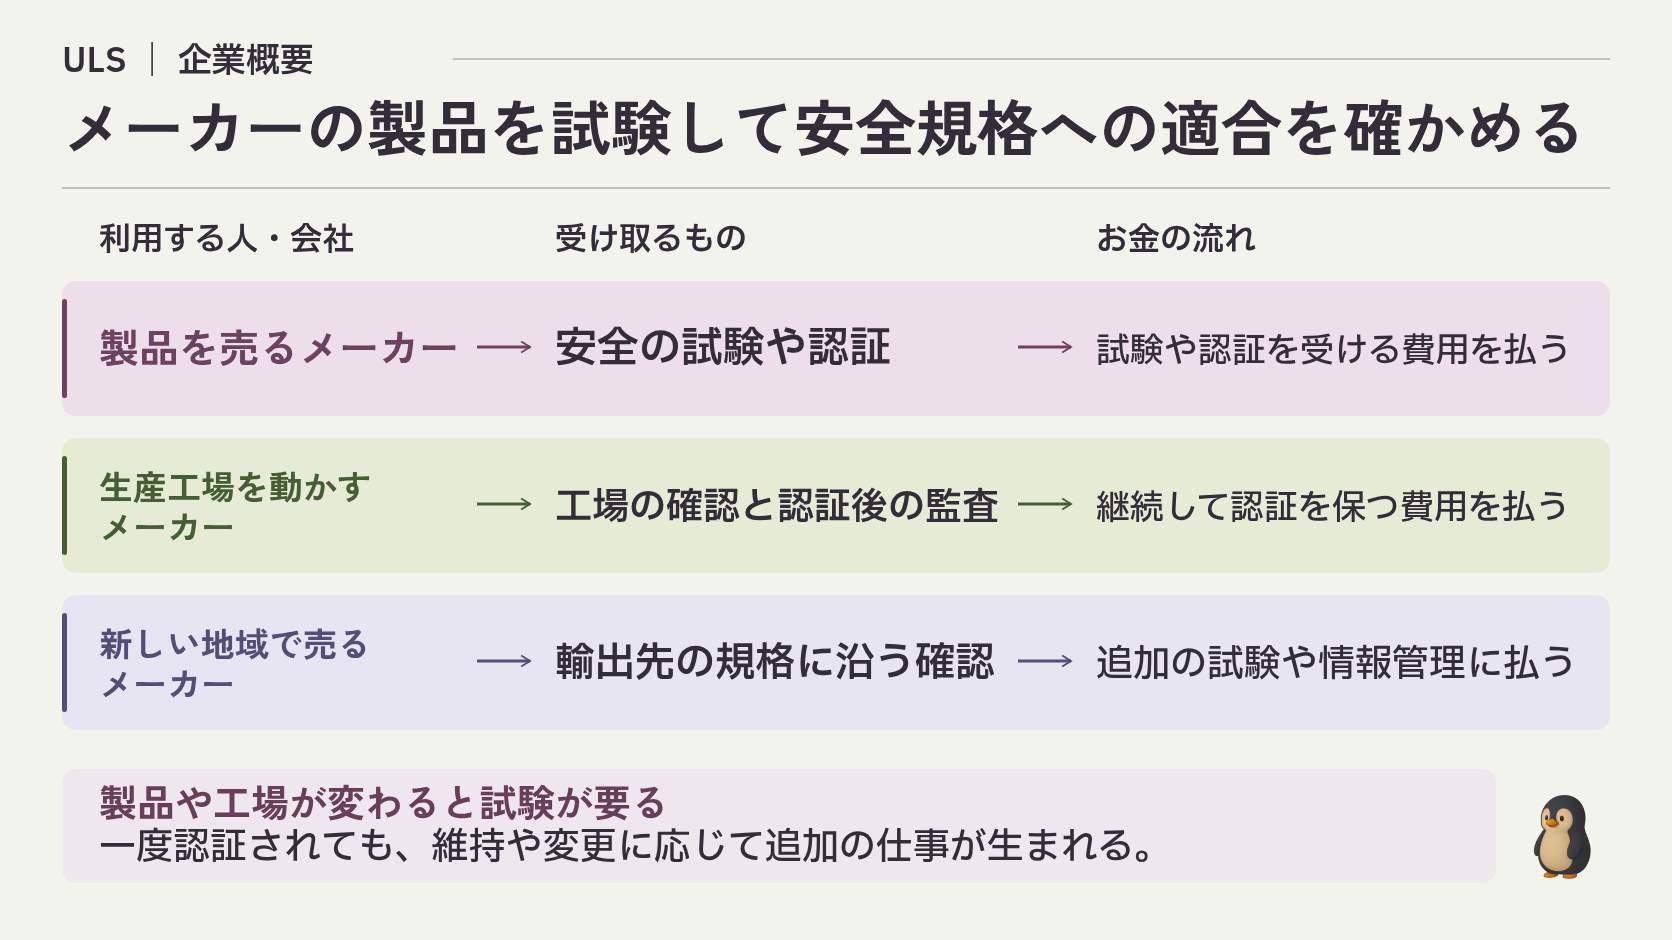 ULS | 企業概要
メーカーの製品を試験して安全規格への適合を確かめる
利用する人・会社 受け取るもの お金の流れ
製品を売るメーカー → 安全の試験や認証 → 試験や認証を受ける費用を払う
生産工場を動かす
メーカー → 工場の確認と認証後の監査 → 継続して認証を保つ費用を払う
新しい地域で売る
メーカー → 輸出先の規格に沿う確認 → 追加の試験や情報管理に払う
製品や工場が変わると試験が要る
一度認証されても、維持や変更に応じて追加の仕事が生まれる。